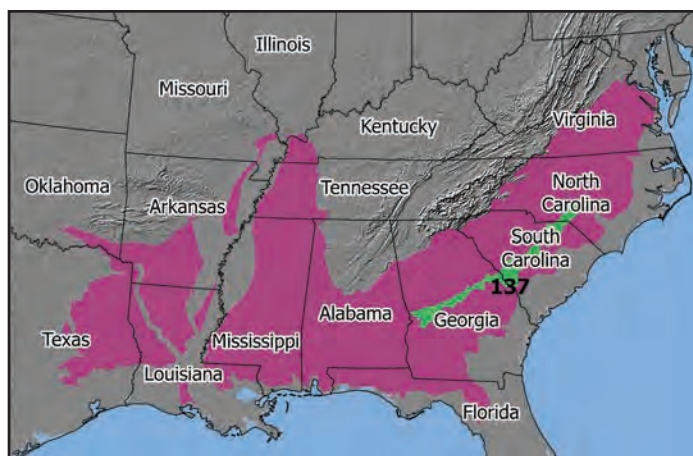 Illinois
Missouri
Kentucky
Virginia
Oklahoma
Arkansas
Tennessee
North
Carolina
South
Carolina
137
Georgia
Alabama
Mississippi
Texas
Louisiana
Florida